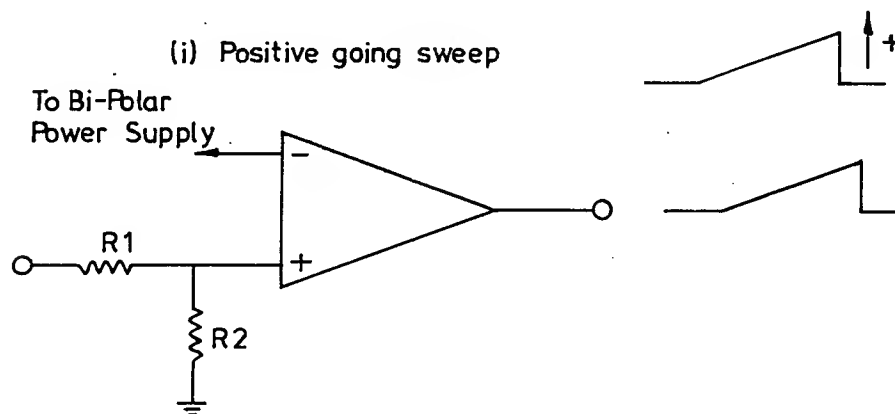 (i) Positive going sweep
+
To Bi-Polar
Power Supply
-
R1
+
R2